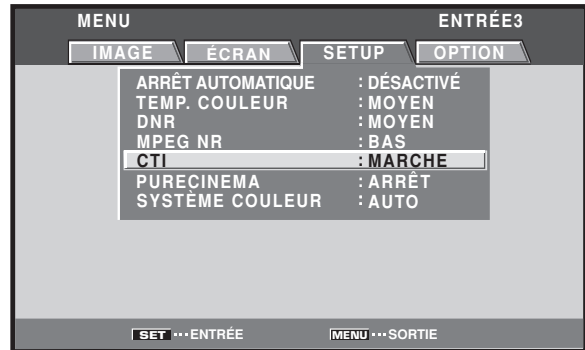 MENU ENTRÉE3
IMAGE ÉCRAN SETUP OPTION
ARRÊT AUTOMATIQUE : DÉSACTIVÉ
TEMP. COULEUR : MOYEN
DNR : MOYEN
MPEG NR : BAS
CTI : MARCHE
PURECINEMA : ARRÊT
SYSTÈME COULEUR : AUTO
SET ··· ENTRÉE MENU ··· SORTIE